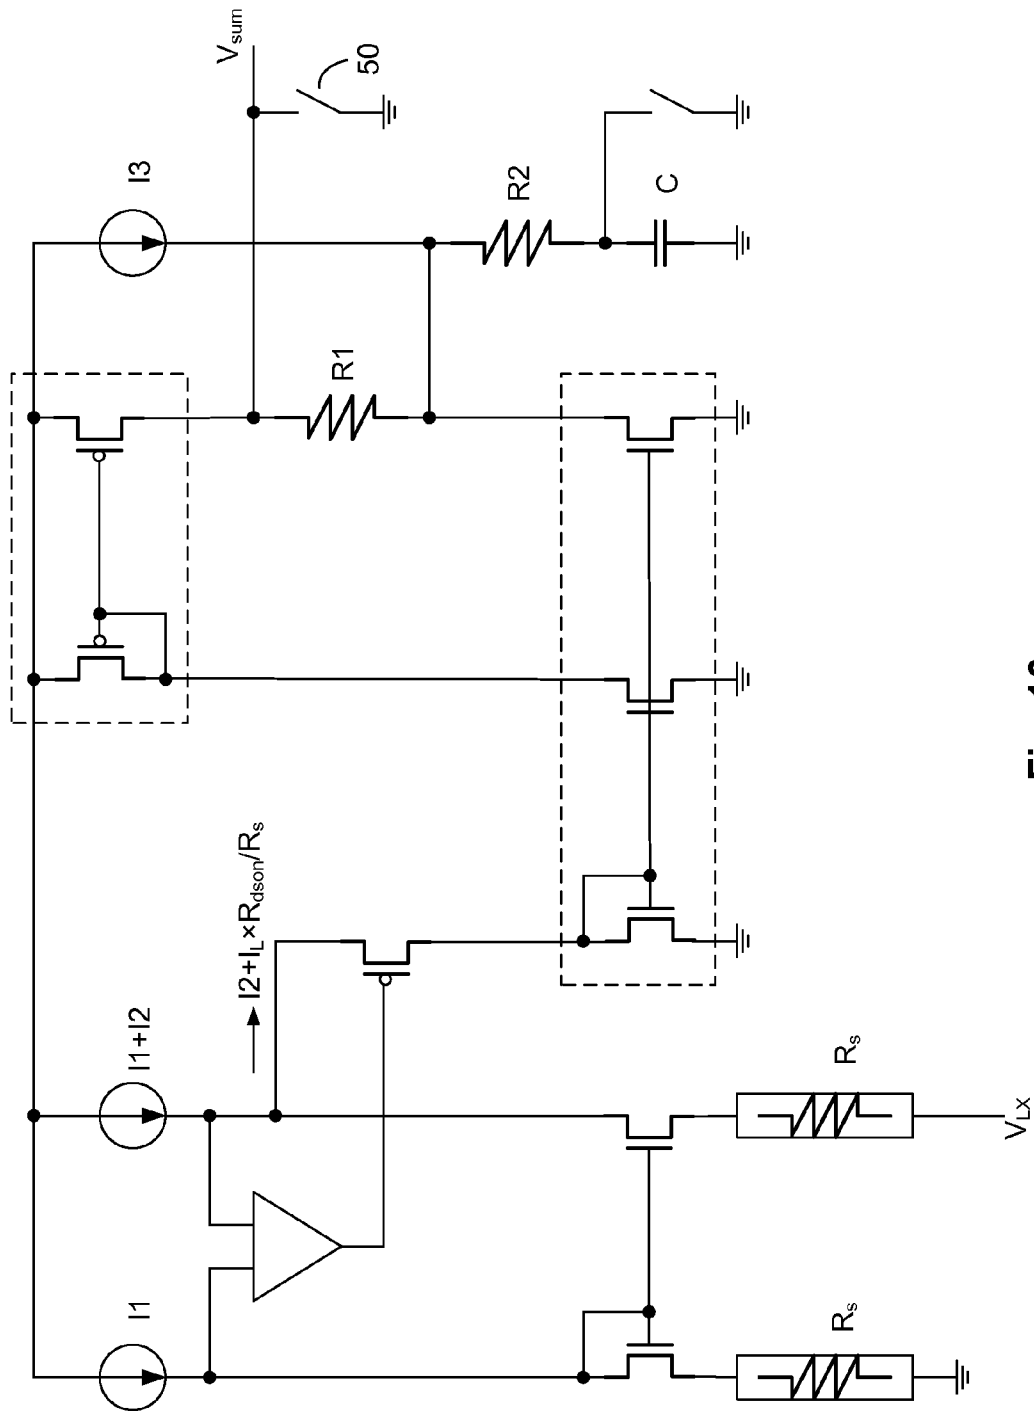 V_sum
50
I3
R2
C
R1
I2+I_L×R_dson/R_s
I1+I2
R_s
V_LX
I1
R_s